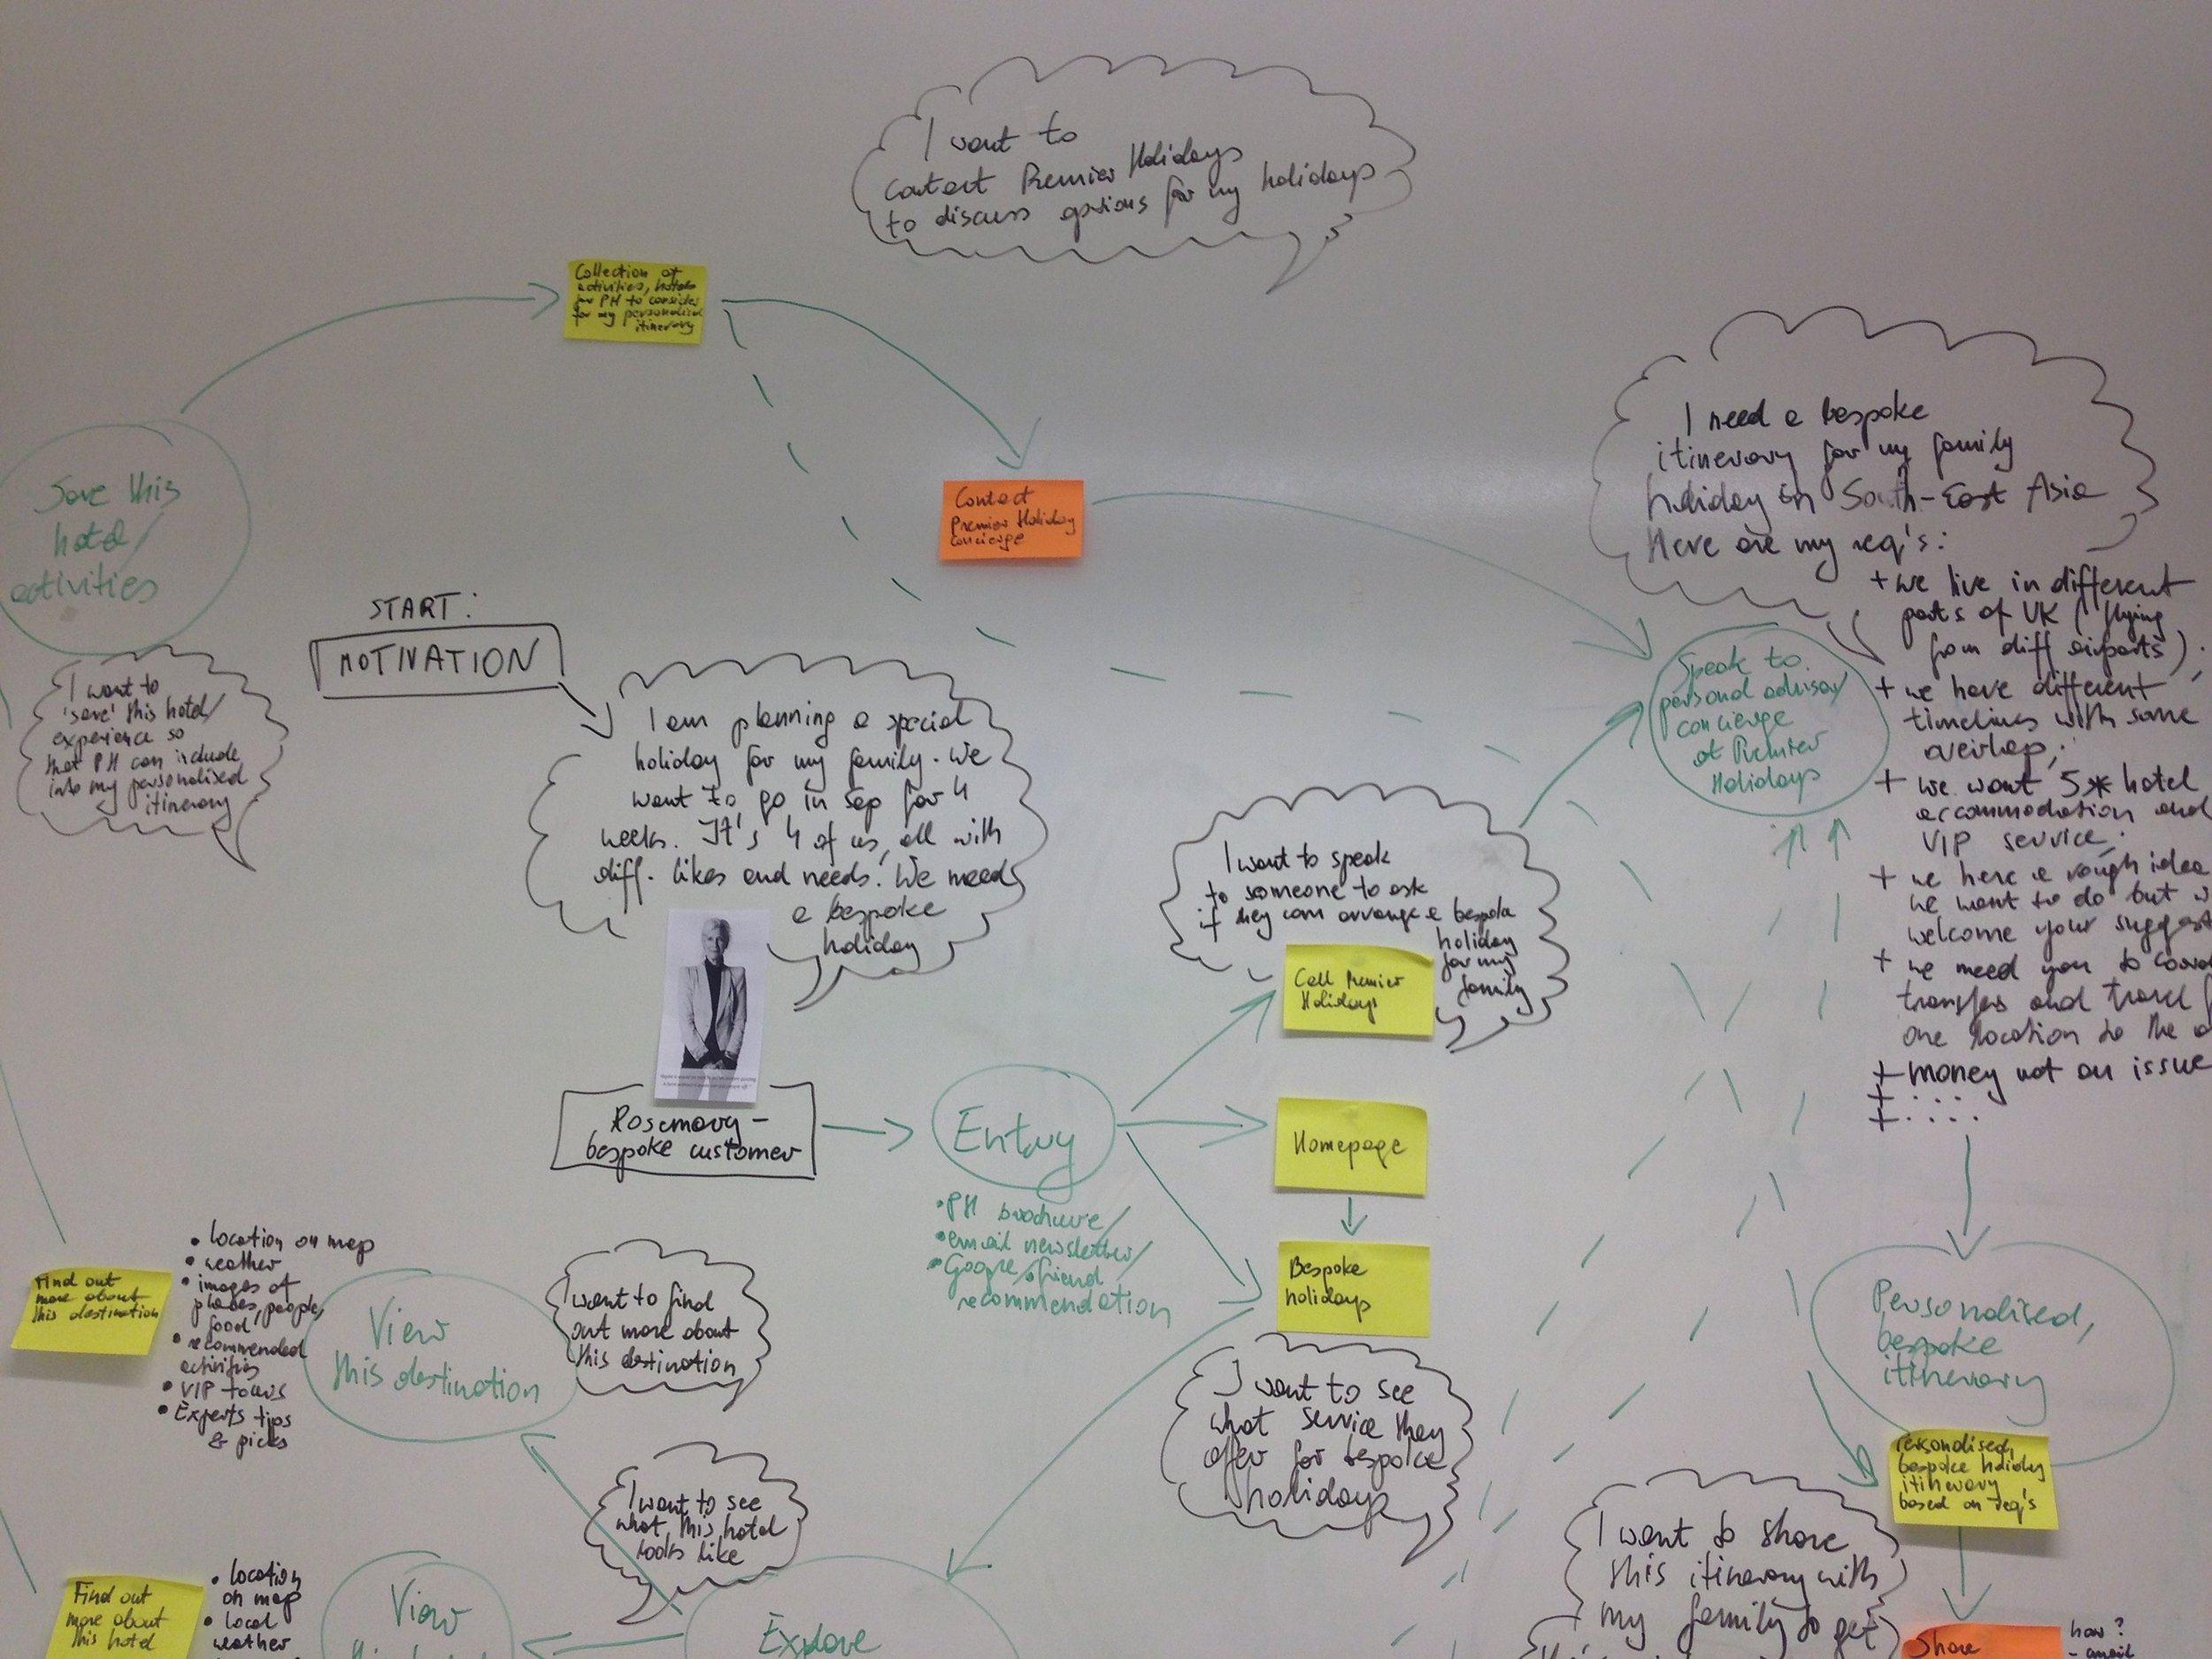 I want to
contact Premier Holidays
to discuss options for my holidays
Collection of
activities, hotels
for PH to consider
for my personalised
itinerary
Contact
Premier Holiday
concierge
Save this
hotel/
activities
I want to
'save' this hotel/
experience so
that PH can include
into my personalised
itinerary
START:
MOTIVATION
I am planning a special
holiday for my family. We
want to go in Sep for 4
weeks. It's 4 of us, all with
diff. likes and needs. We need
a bespoke
holiday
Rosemary -
bespoke customer
Entry
• PH brochure/
• email newsletter/
• Google/friend
recommendation
I want to speak
to someone to ask
if they can arrange a bespoke
holiday
for my
family
Call Premier
Holidays
Homepage
Bespoke
holidays
I want to see
what service they
offer for bespoke
holidays
I need a bespoke
itinerary for my family
holiday in South-East Asia
Here are my req's:
+ we live in different
parts of UK (flying
from diff airports);
+ we have different
timelines with some
overlap;
+ we want 5* hotel
accommodation and
VIP service;
+ we have a rough idea
we want to do but
welcome your
+ we need you to
transfers and travel
one location to the
+ money not an issue
+ ....
+ ....
Speak to
personal advisor/
concierge
at Premier
Holidays
Personalised,
bespoke
itinerary
Personalised,
bespoke holiday
itinerary
based on req's
I want to share
this itinerary with
my family to get
Share
how?
- email
Find out
more about
this destination
• location on map
• weather
• images of
places, people,
food
• recommended
activities
• VIP tours
• Experts tips
& picks
View
this destination
I want to find
out more about
this destination
I want to see
what this hotel
looks like
Find out
more about
this hotel
• location
on map
• local
weather
View
Explore